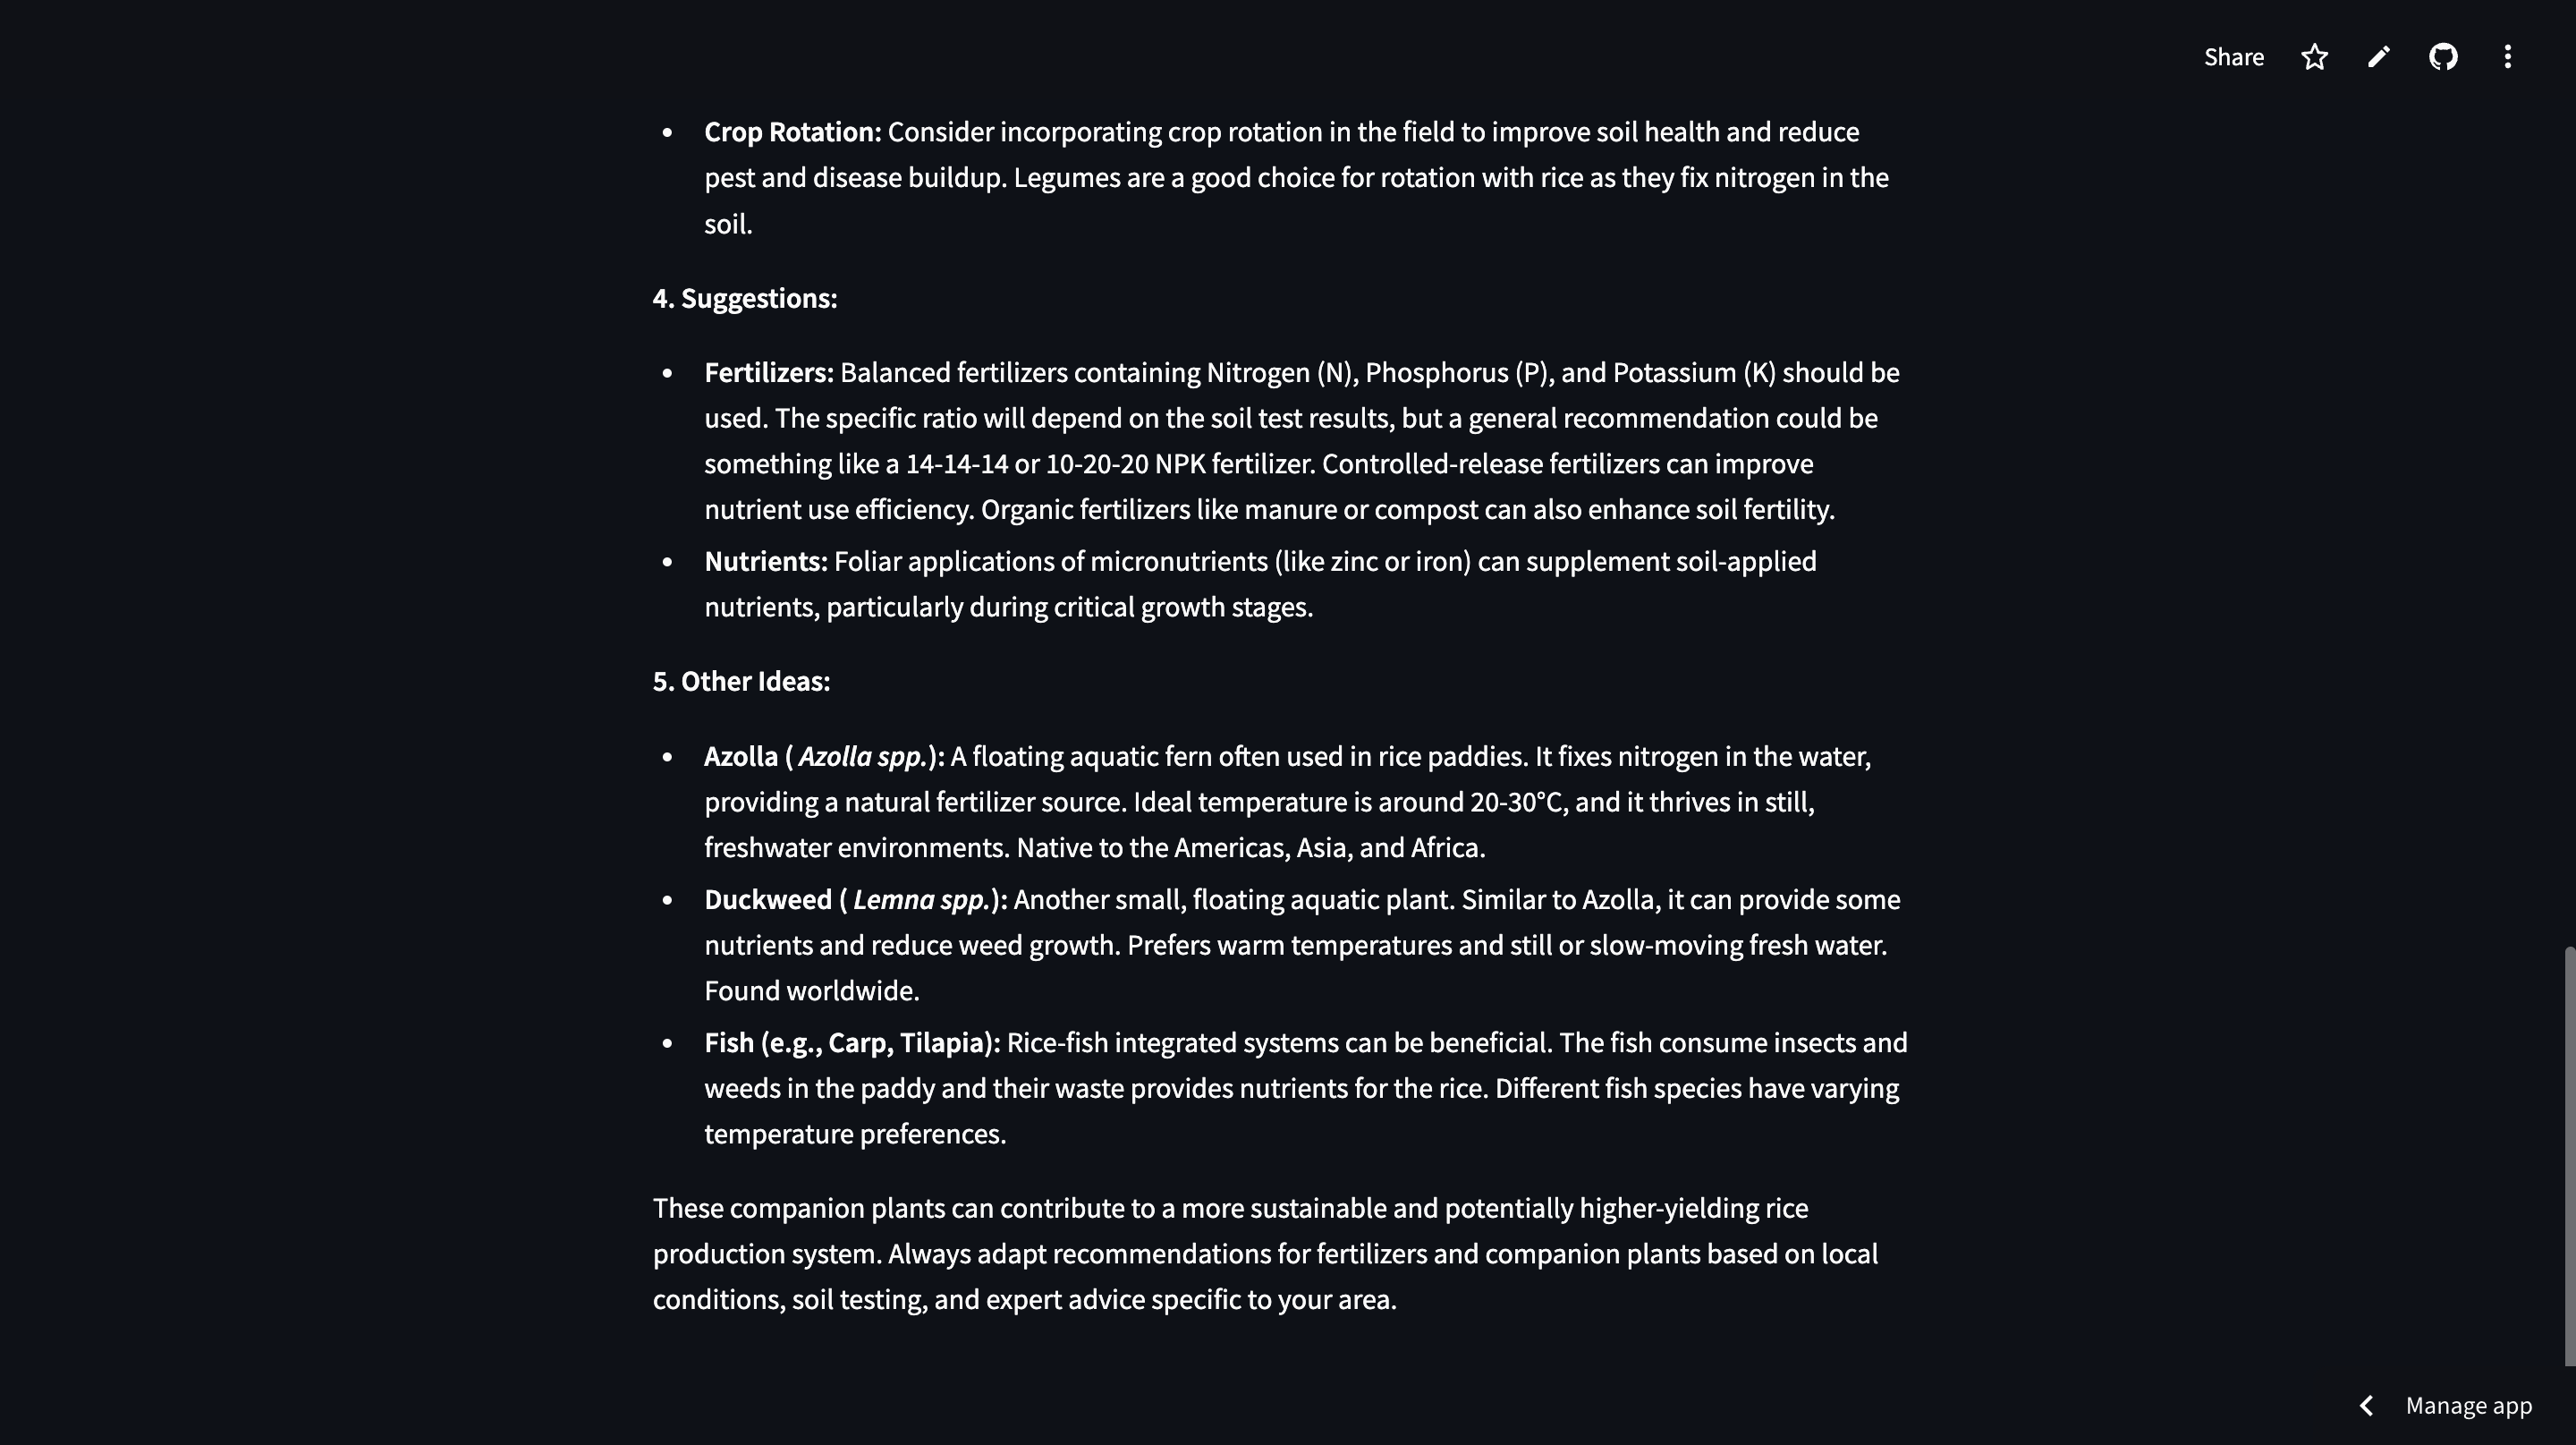 Share
• Crop Rotation: Consider incorporating crop rotation in the field to improve soil health and reduce
pest and disease buildup. Legumes are a good choice for rotation with rice as they fix nitrogen in the
soil.
4. Suggestions:
• Fertilizers: Balanced fertilizers containing Nitrogen (N), Phosphorus (P), and Potassium (K) should be
used. The specific ratio will depend on the soil test results, but a general recommendation could be
something like a 14-14-14 or 10-20-20 NPK fertilizer. Controlled-release fertilizers can improve
nutrient use efficiency. Organic fertilizers like manure or compost can also enhance soil fertility.
• Nutrients: Foliar applications of micronutrients (like zinc or iron) can supplement soil-applied
nutrients, particularly during critical growth stages.
5. Other Ideas:
• Azolla ( Azolla spp.): A floating aquatic fern often used in rice paddies. It fixes nitrogen in the water,
providing a natural fertilizer source. Ideal temperature is around 20-30°C, and it thrives in still,
freshwater environments. Native to the Americas, Asia, and Africa.
• Duckweed ( Lemna spp.): Another small, floating aquatic plant. Similar to Azolla, it can provide some
nutrients and reduce weed growth. Prefers warm temperatures and still or slow-moving fresh water.
Found worldwide.
• Fish (e.g., Carp, Tilapia): Rice-fish integrated systems can be beneficial. The fish consume insects and
weeds in the paddy and their waste provides nutrients for the rice. Different fish species have varying
temperature preferences.
These companion plants can contribute to a more sustainable and potentially higher-yielding rice
production system. Always adapt recommendations for fertilizers and companion plants based on local
conditions, soil testing, and expert advice specific to your area.
Manage app